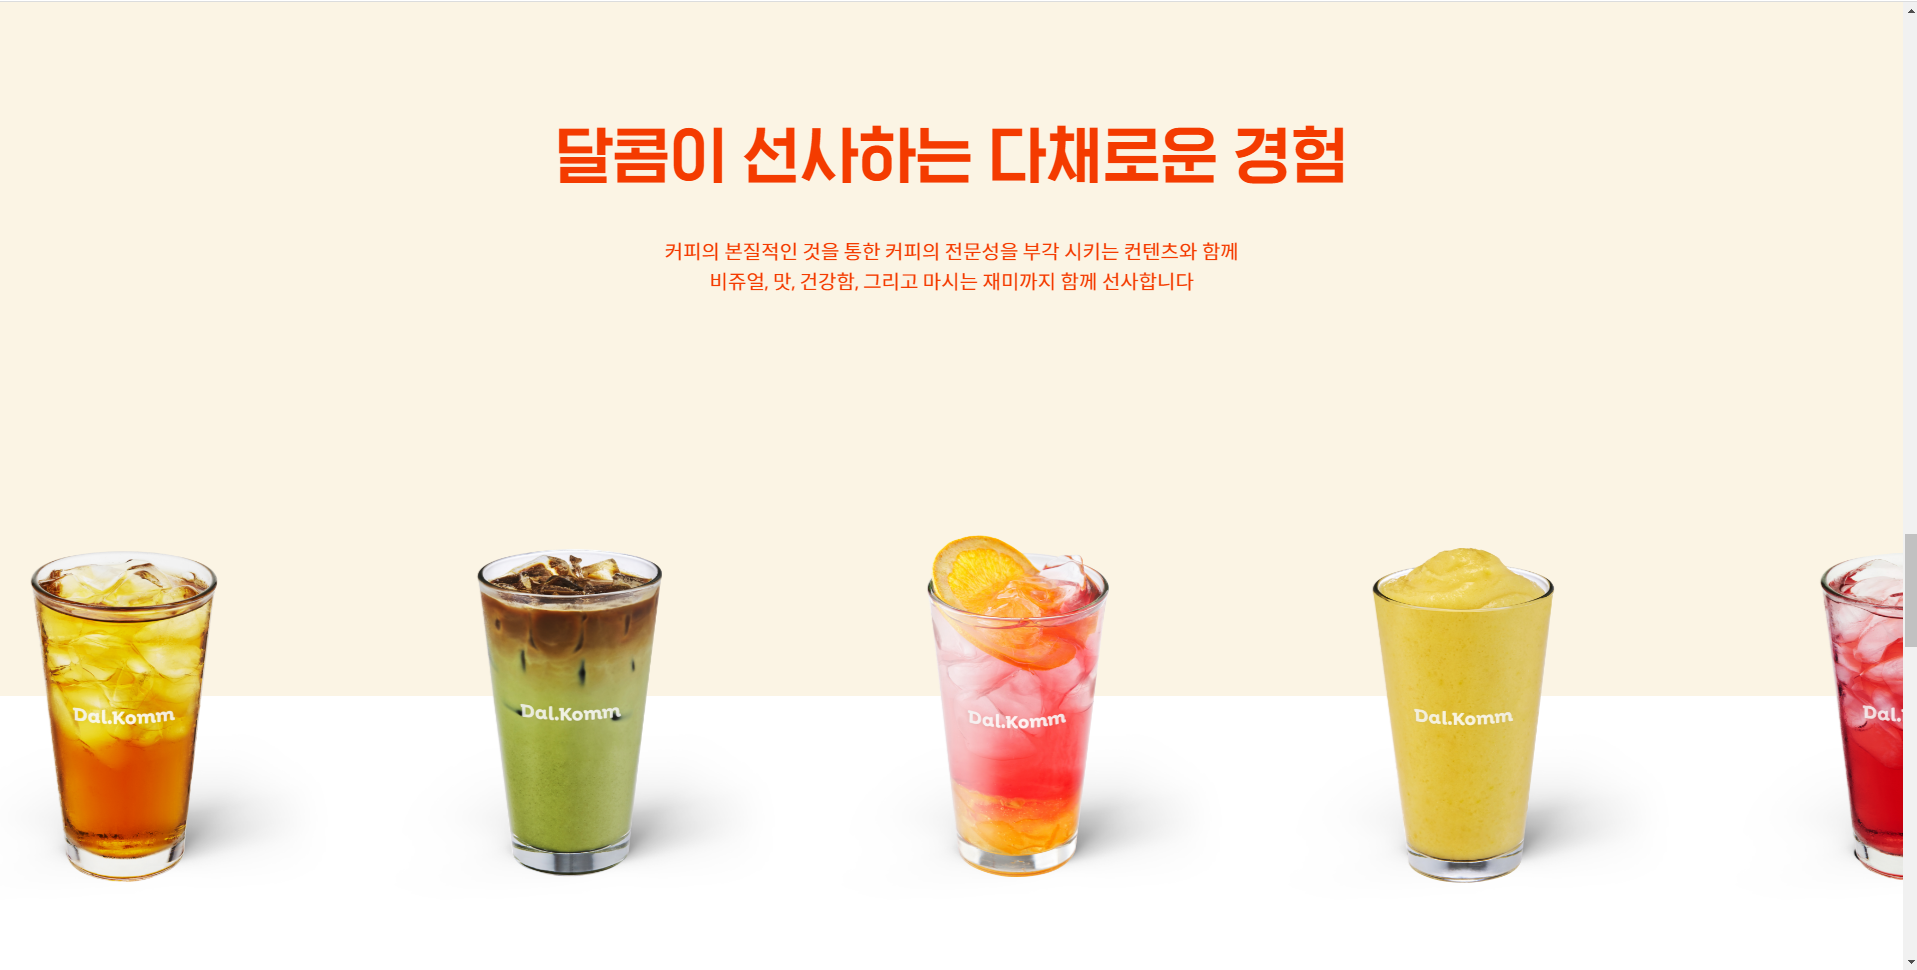 달콤이 선사하는 다채로운 경험
커피의 본질적인 것을 통한 커피의 전문성을 부각 시키는 컨텐츠와 함께
비쥬얼, 맛, 건강함, 그리고 마시는 재미까지 함께 선사합니다
Dal.Komm
Dal.Komm
Dal.Komm
Dal.Komm
Dal.